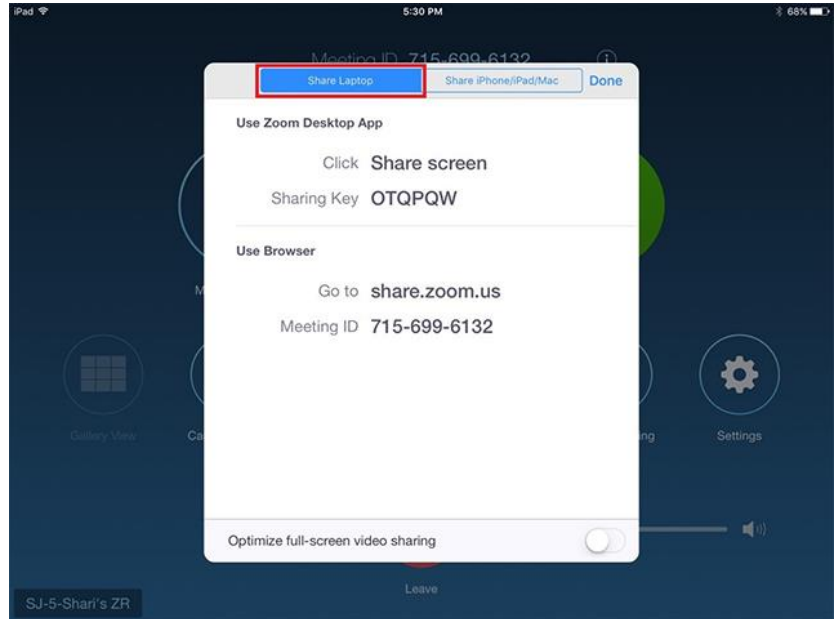 iPad 5:30 PM 68%
Meeting ID 715-699-6132
Share Laptop Share iPhone/iPad/Mac Done
Use Zoom Desktop App
Click Share screen
Sharing Key OTQPQW
Use Browser
Go to share.zoom.us
Meeting ID 715-699-6132
Gallery View Ca ng Settings
Optimize full-screen video sharing
Leave
SJ-5-Shari's ZR